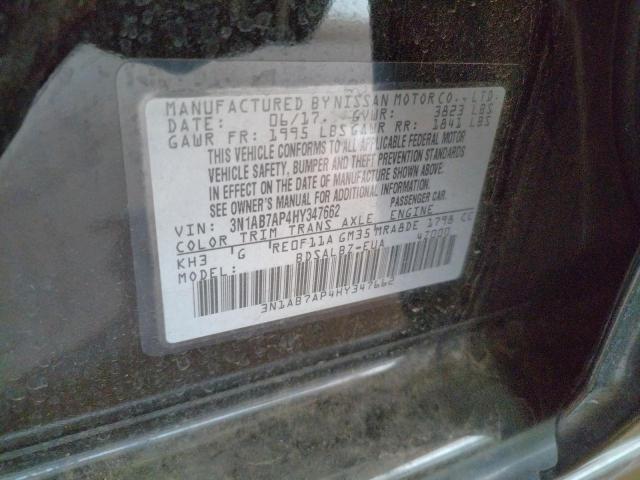 MANUFACTURED BY NISSAN MOTOR CO., LTD.
DATE: 06/17. GVWR: 3823 LBS
GAWR FR: 1995 LBS GAWR RR: 1841 LBS
THIS VEHICLE CONFORMS TO ALL APPLICABLE FEDERAL MOTOR
VEHICLE SAFETY, BUMPER AND THEFT PREVENTION STANDARDS
IN EFFECT ON THE DATE OF MANUFACTURE SHOWN ABOVE.
SEE OWNER'S MANUAL FOR ADDITIONAL INFORMATION.
VIN: 3N1AB7AP4HY347662 PASSENGER CAR.
COLOR TRIM TRANS AXLE ENGINE
KH3 G RE0F11A GM35 MRA8DE 1798 CC
MODEL: BDSALB7-EUA 42000
3N1AB7AP4HY347662